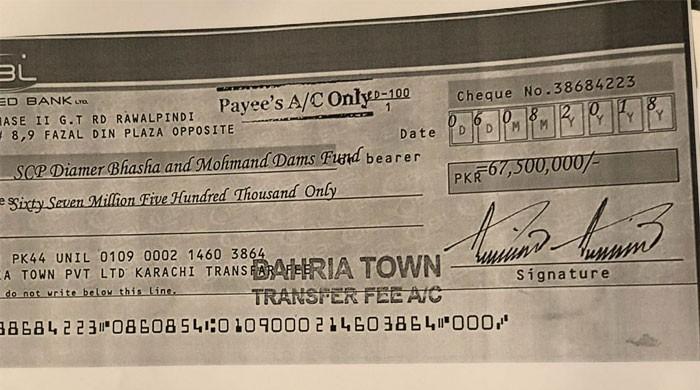 BL
ED BANK LTD.
HASE II G.T RD RAWALPINDI
# 8,9 FAZAL DIN PLAZA OPPOSITE
Payee's A/C Only
D-100
1
Cheque No.38684223
Date
0 6 0 8 2 0 1 8
D D M M Y Y Y Y
SCP Diamer Bhasha and Mohmand Dams Fund
bearer
Sixty Seven Million Five Hundred Thousand Only
PKR =67,500,000/-
PK44 UNIL 0109 0002 1460 3864
A TOWN PVT LTD KARACHI TRANSFER FEE
BAHRIA TOWN
TRANSFER FEE A/C
Signature
do not write below this line.
38684223⑈0860854⑆0109000214603864⑈000